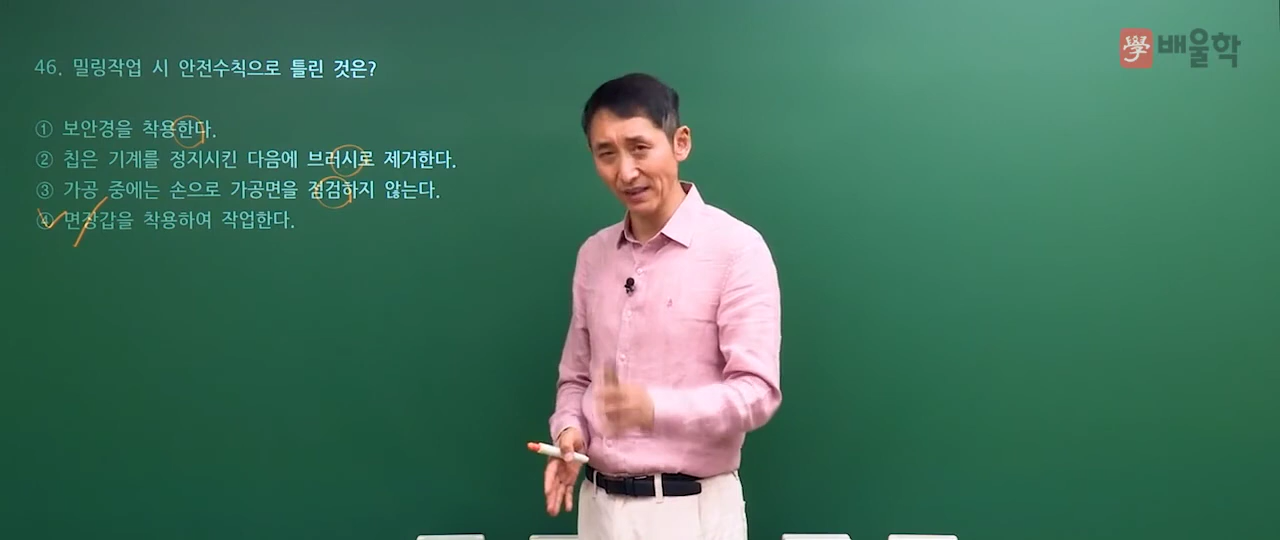 46. 밀링작업 시 안전수칙으로 틀린 것은?
① 보안경을 착용한다.
② 칩은 기계를 정지시킨 다음에 브러시로 제거한다.
③ 가공 중에는 손으로 가공면을 점검하지 않는다.
④ 면장갑을 착용하여 작업한다.
學 배울학